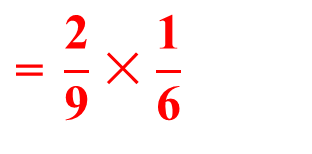 = 2/9 × 1/6